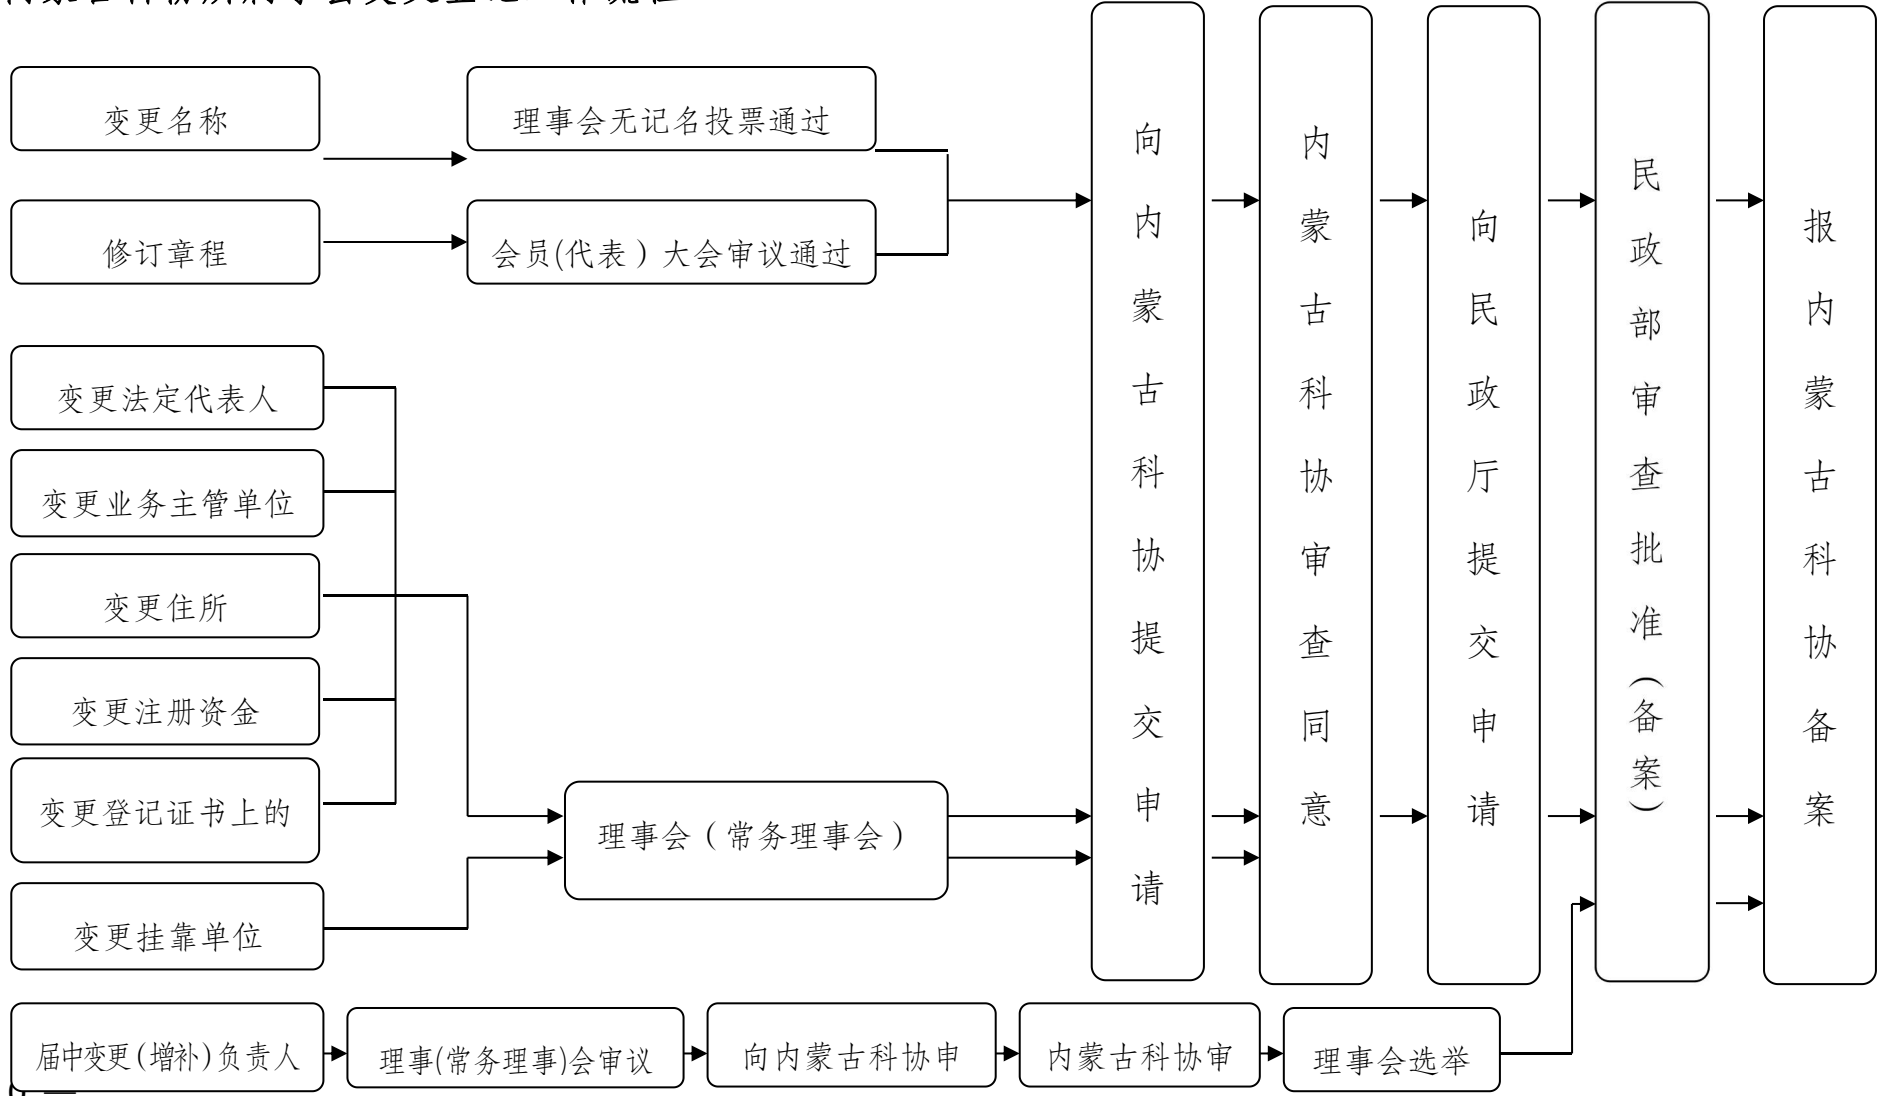 变更名称
理事会无记名投票通过
修订章程
会员(代表）大会审议通过
变更法定代表人
变更业务主管单位
变更住所
变更注册资金
变更登记证书上的
变更挂靠单位
理事会（常务理事会）
向内蒙古科协提交申请
内蒙古科协审查同意
向民政厅提交申请
民政部审查批准（备案）
报内蒙古科协备案
届中变更(增补)负责人
理事(常务理事)会审议
向内蒙古科协申
内蒙古科协审
理事会选举